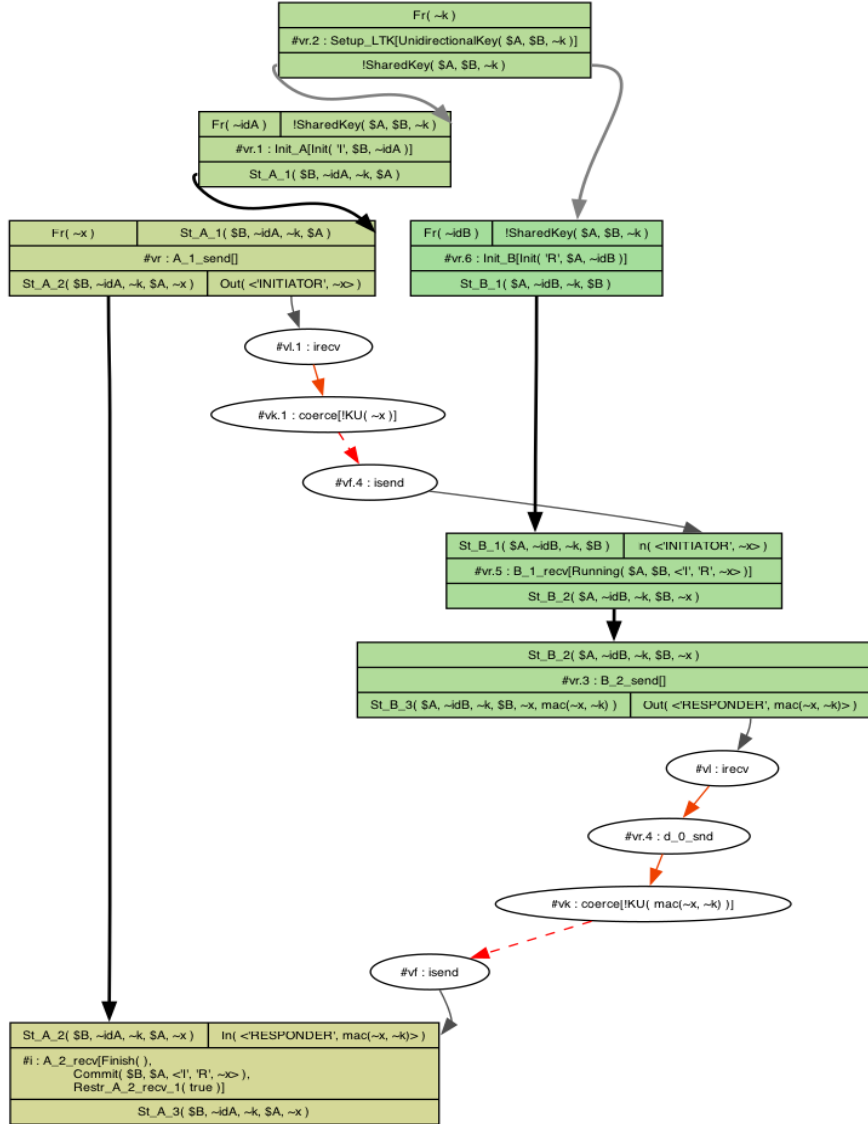 Fr( ~k )
#vr.2 : Setup_LTK[UnidirectionalKey( $A, $B, ~k )]
!SharedKey( $A, $B, ~k )
Fr( ~idA ) !SharedKey( $A, $B, ~k )
#vr.1 : Init_A[Init( 'I', $B, ~idA )]
St_A_1( $B, ~idA, ~k, $A )
Fr( ~x ) St_A_1( $B, ~idA, ~k, $A )
#vr : A_1_send[]
St_A_2( $B, ~idA, ~k, $A, ~x ) Out( <'INITIATOR', ~x> )
Fr( ~idB ) !SharedKey( $A, $B, ~k )
#vr.6 : Init_B[Init( 'R', $A, ~idB )]
St_B_1( $A, ~idB, ~k, $B )
#vl.1 : irecv
#vk.1 : coerce[!KU( ~x )]
#vf.4 : isend
St_B_1( $A, ~idB, ~k, $B ) In( <'INITIATOR', ~x> )
#vr.5 : B_1_recv[Running( $A, $B, <'I', 'R', ~x> )]
St_B_2( $A, ~idB, ~k, $B, ~x )
St_B_2( $A, ~idB, ~k, $B, ~x )
#vr.3 : B_2_send[]
St_B_3( $A, ~idB, ~k, $B, ~x, mac(~x, ~k) ) Out( <'RESPONDER', mac(~x, ~k)> )
#vl : irecv
#vr.4 : d_0_snd
#vk : coerce[!KU( mac(~x, ~k) )]
#vf : isend
St_A_2( $B, ~idA, ~k, $A, ~x ) In( <'RESPONDER', mac(~x, ~k)> )
#i : A_2_recv[Finish( ),
Commit( $B, $A, <'I', 'R', ~x> ),
Restr_A_2_recv_1( true )]
St_A_3( $B, ~idA, ~k, $A, ~x )